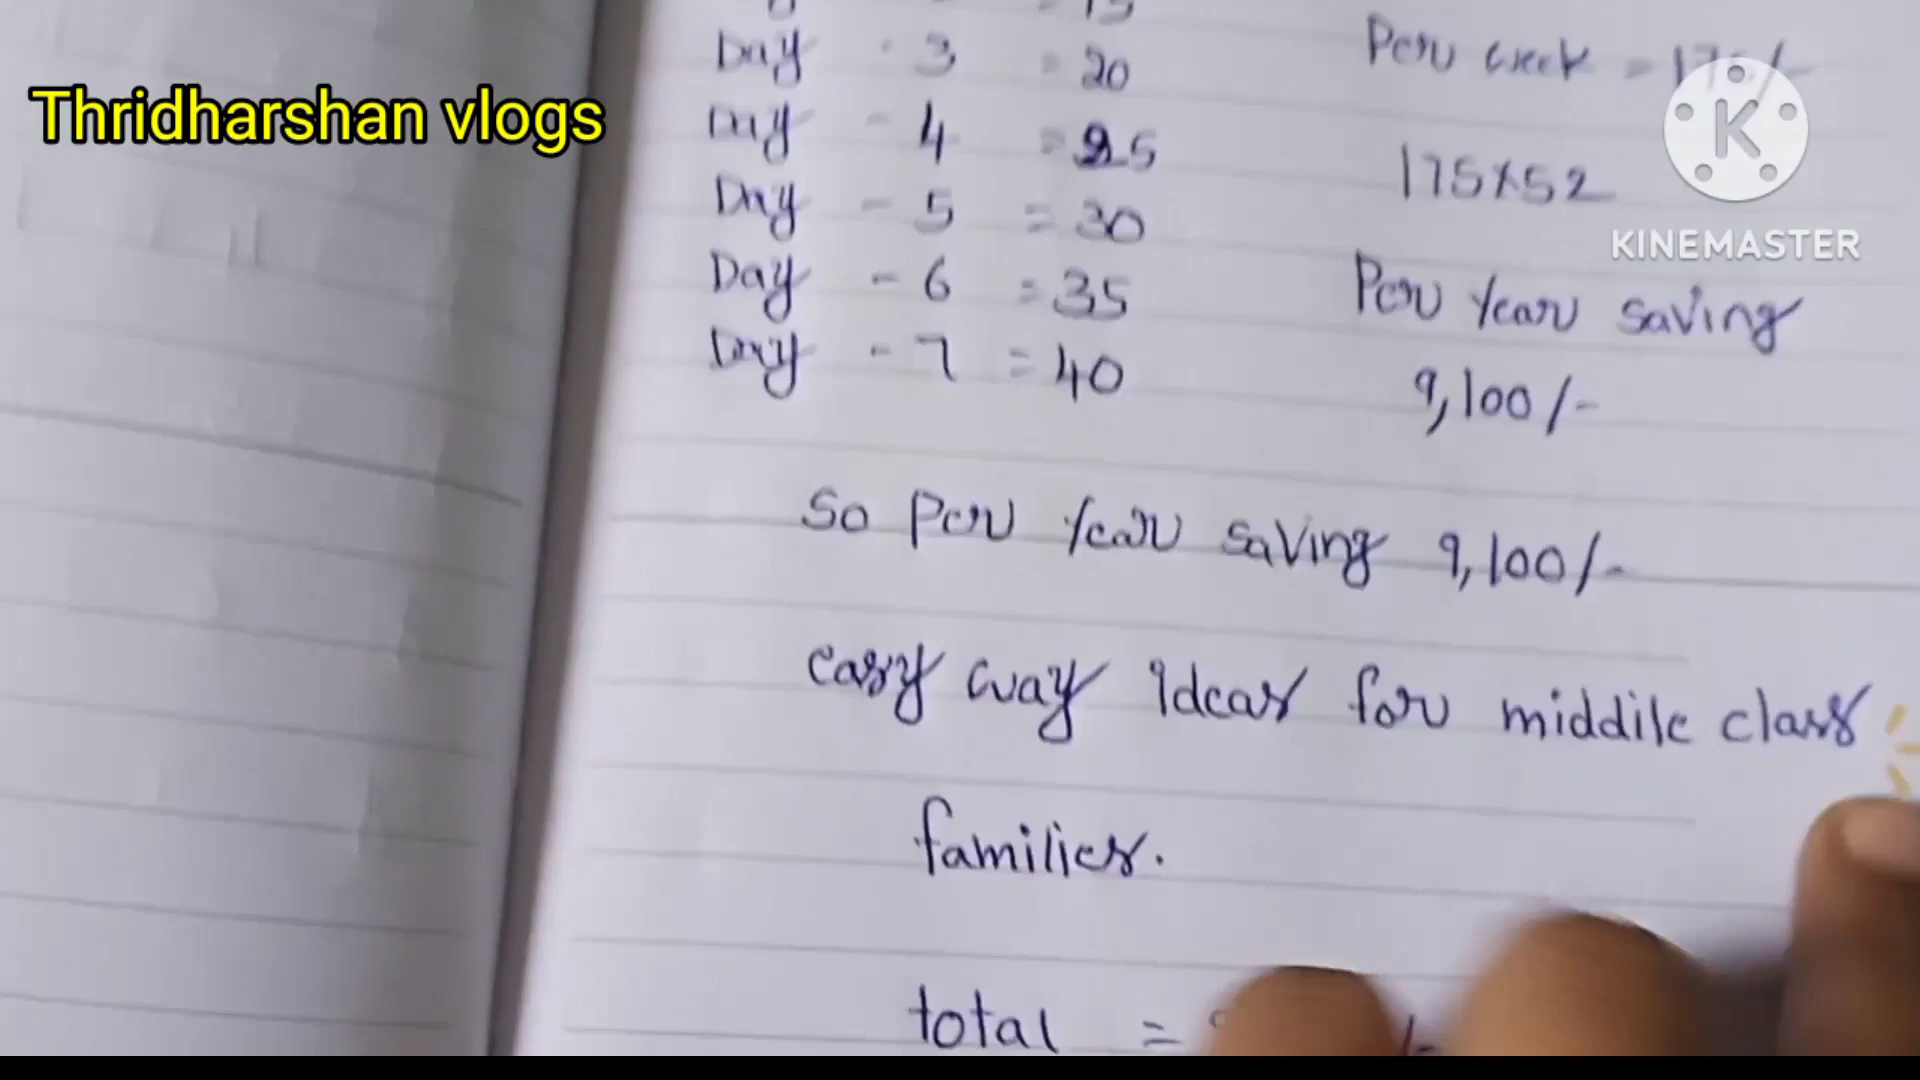 Thridharshan vlogs
KINEMASTER
Day - 3 = 20
Day - 4 = 25
Day - 5 = 30
Day - 6 = 35
Day - 7 = 40
Per week =
175x52
Per Year saving
9,100/-
So Per Year saving 9,100/-
easy way ideas for middile class
families.
total =